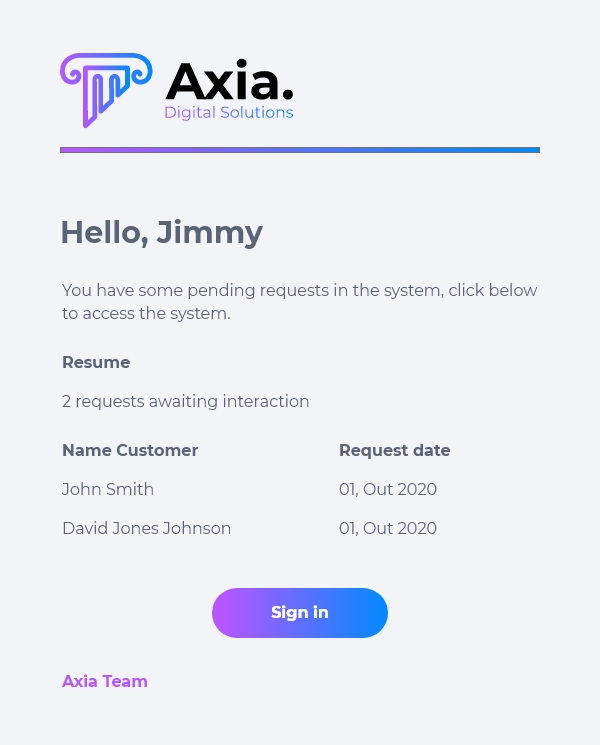 Axia.
Digital Solutions
Hello, Jimmy
You have some pending requests in the system, click below
to access the system.
Resume
2 requests awaiting interaction
Name Customer Request date
John Smith 01, Out 2020
David Jones Johnson 01, Out 2020
Sign in
Axia Team